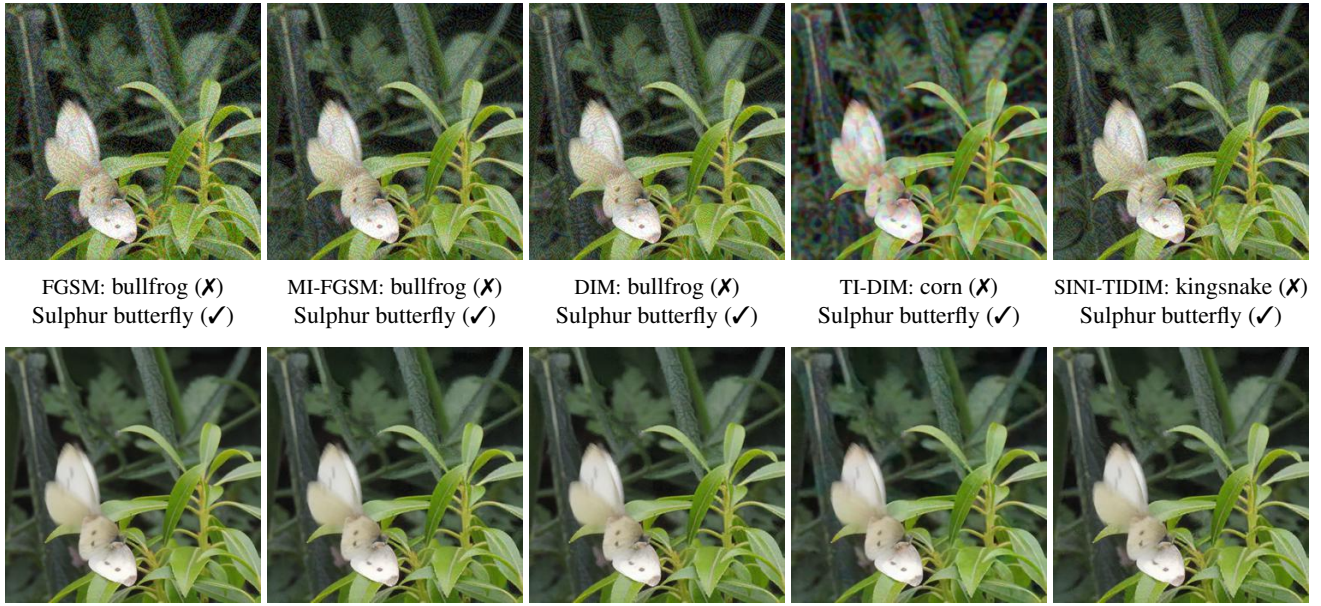 FGSM: bullfrog (✗)
Sulphur butterfly (✓)
MI-FGSM: bullfrog (✗)
Sulphur butterfly (✓)
DIM: bullfrog (✗)
Sulphur butterfly (✓)
TI-DIM: corn (✗)
Sulphur butterfly (✓)
SINI-TIDIM: kingsnake (✗)
Sulphur butterfly (✓)